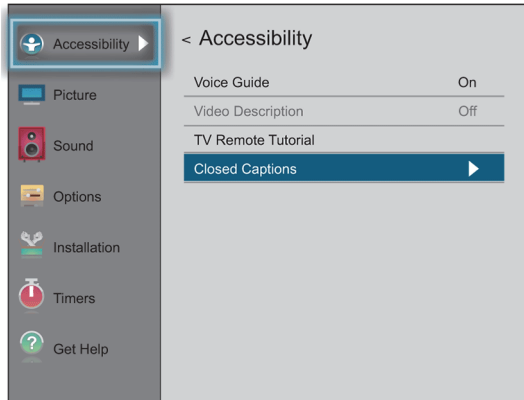 Accessibility
Picture
Sound
Options
Installation
Timers
Get Help
< Accessibility
Voice Guide On
Video Description Off
TV Remote Tutorial
Closed Captions